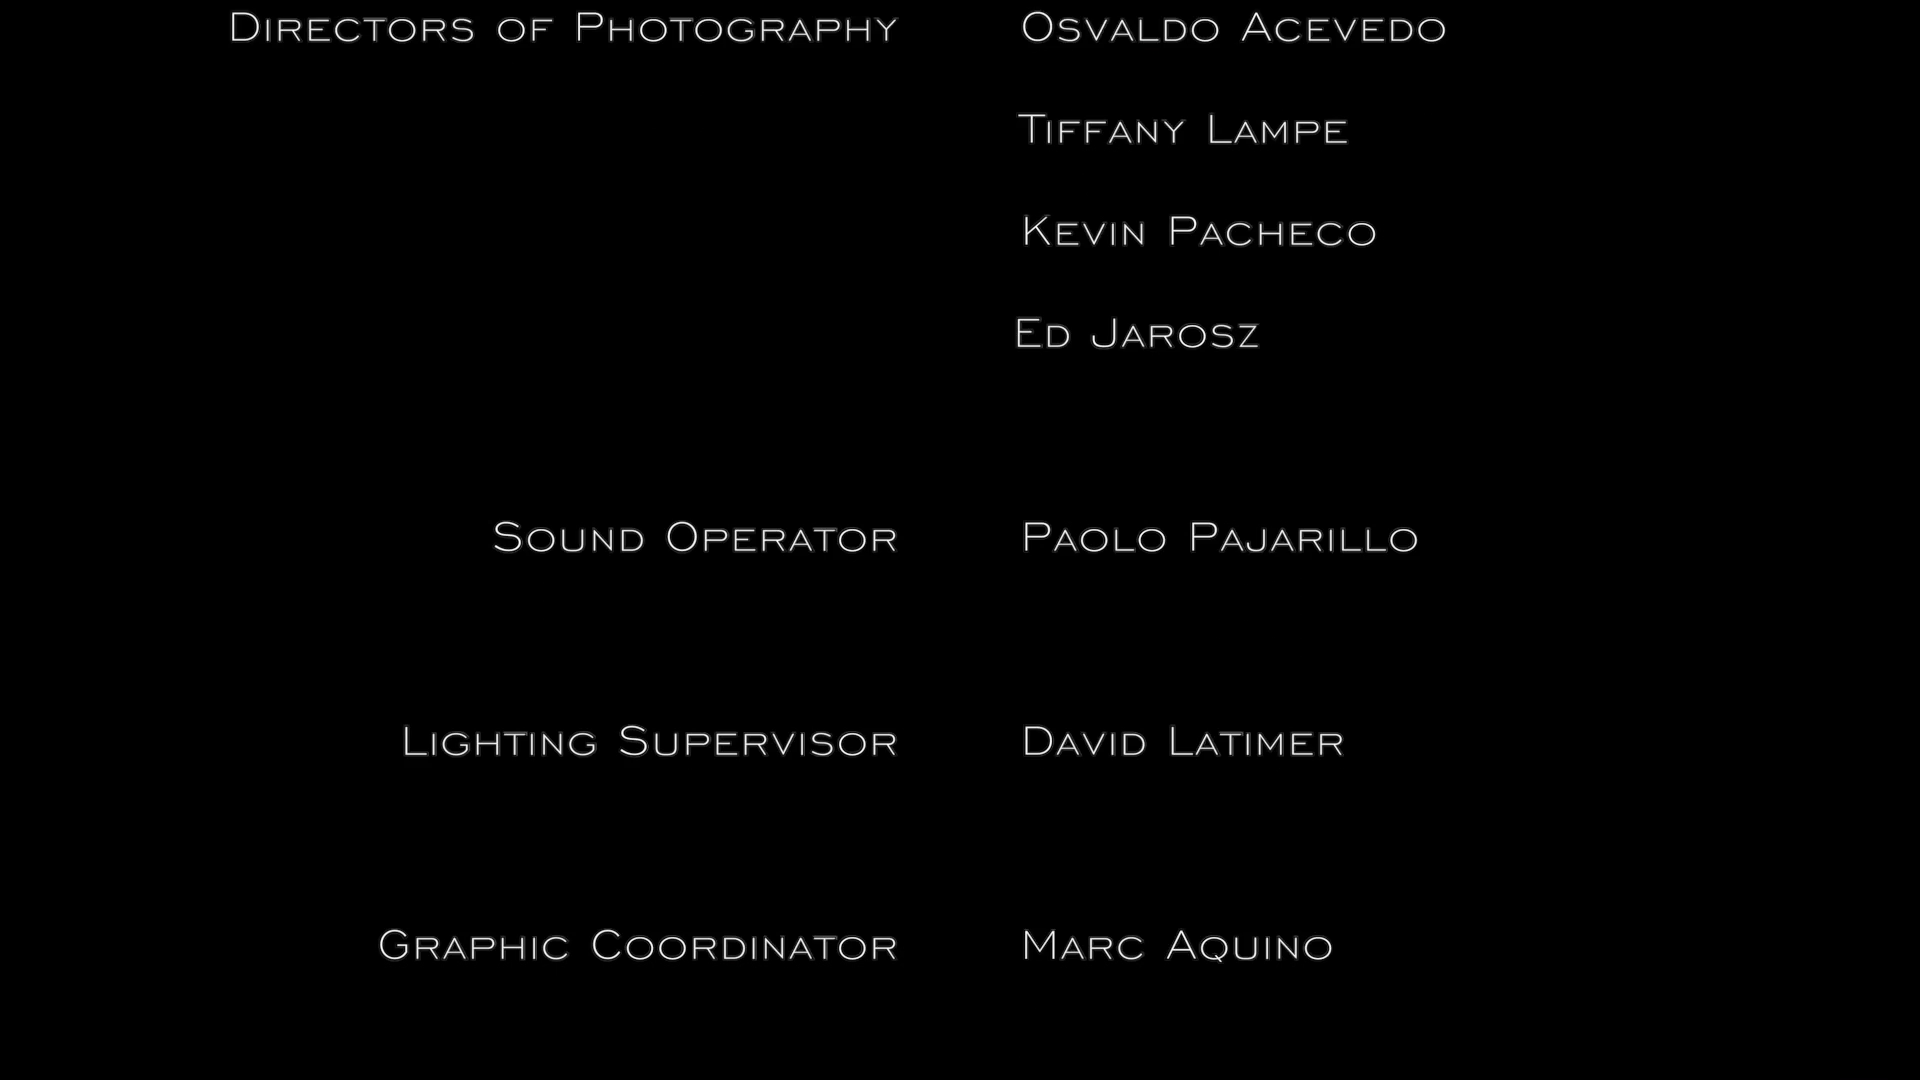 Directors of Photography Osvaldo Acevedo
Tiffany Lampe
Kevin Pacheco
Ed Jarosz
Sound Operator Paolo Pajarillo
Lighting Supervisor David Latimer
Graphic Coordinator Marc Aquino